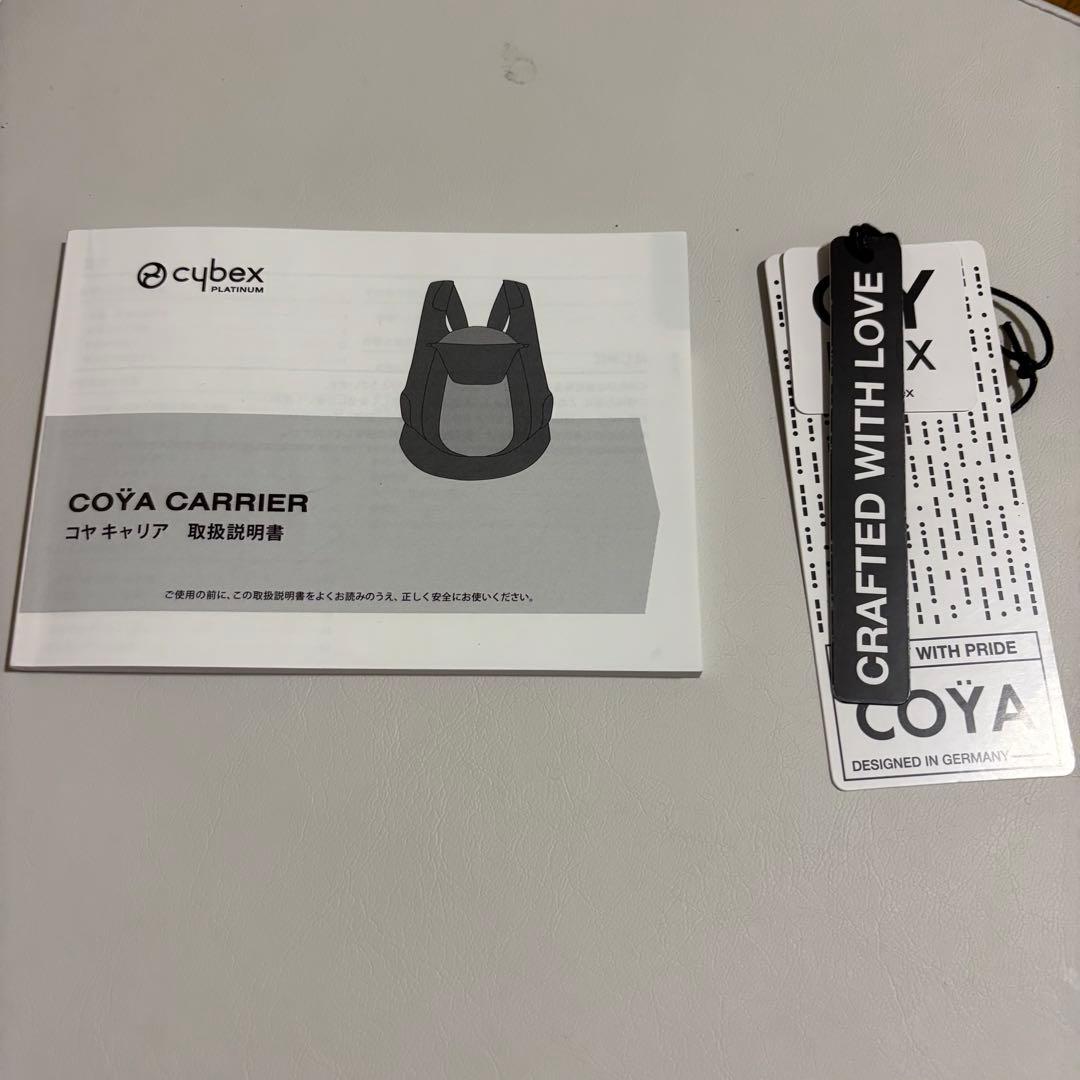 cybex
PLATINUM
COŸA CARRIER
コヤ キャリア 取扱説明書
ご使用の前に、この取扱説明書をよくお読みのうえ、正しく安全にお使いください。
CRAFTED WITH LOVE
WITH PRIDE
COŸA
DESIGNED IN GERMANY